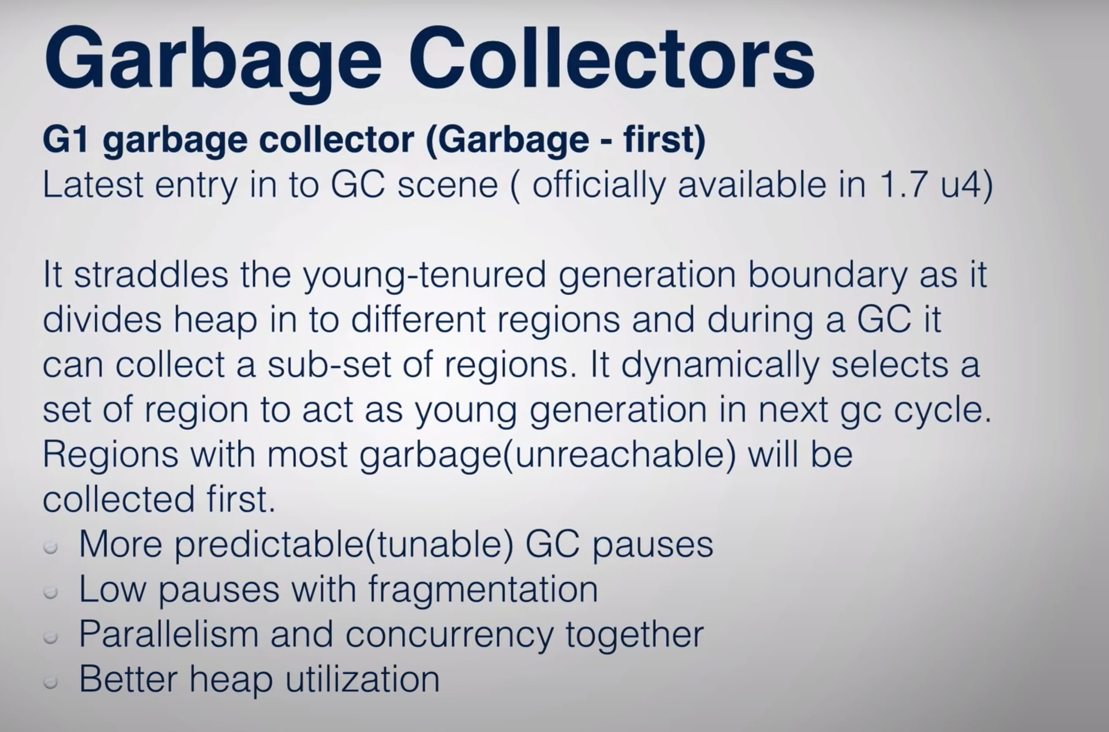 Garbage Collectors
G1 garbage collector (Garbage - first)
Latest entry in to GC scene ( officially available in 1.7 u4)
It straddles the young-tenured generation boundary as it
divides heap in to different regions and during a GC it
can collect a sub-set of regions. It dynamically selects a
set of region to act as young generation in next gc cycle.
Regions with most garbage(unreachable) will be
collected first.
More predictable(tunable) GC pauses
Low pauses with fragmentation
Parallelism and concurrency together
Better heap utilization